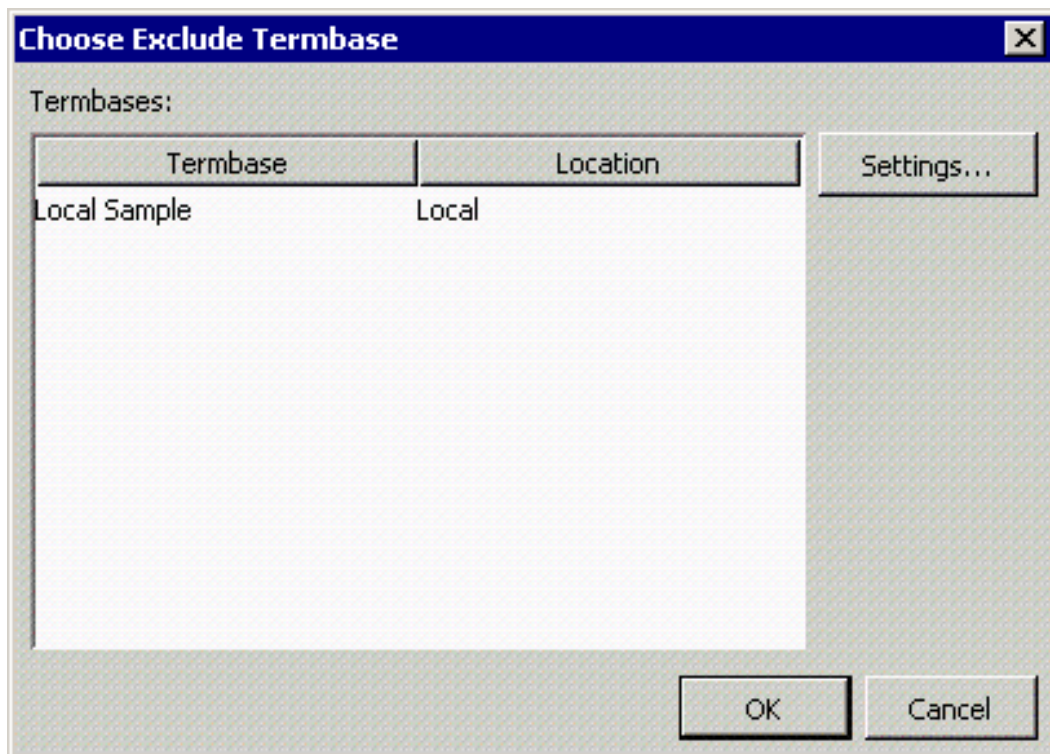 Choose Exclude Termbase
Termbases:
Termbase Location Settings...
Local Sample Local
OK Cancel